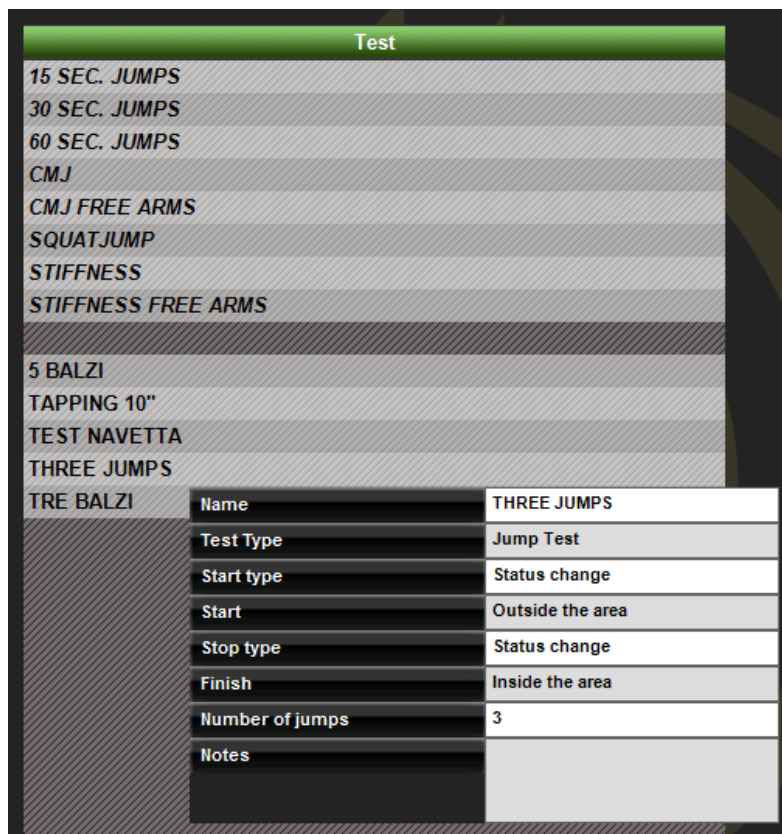 Test
15 SEC. JUMPS
30 SEC. JUMPS
60 SEC. JUMPS
CMJ
CMJ FREE ARMS
SQUATJUMP
STIFFNESS
STIFFNESS FREE ARMS
5 BALZI
TAPPING 10"
TEST NAVETTA
THREE JUMPS
TRE BALZI
Name THREE JUMPS
Test Type Jump Test
Start type Status change
Start Outside the area
Stop type Status change
Finish Inside the area
Number of jumps 3
Notes